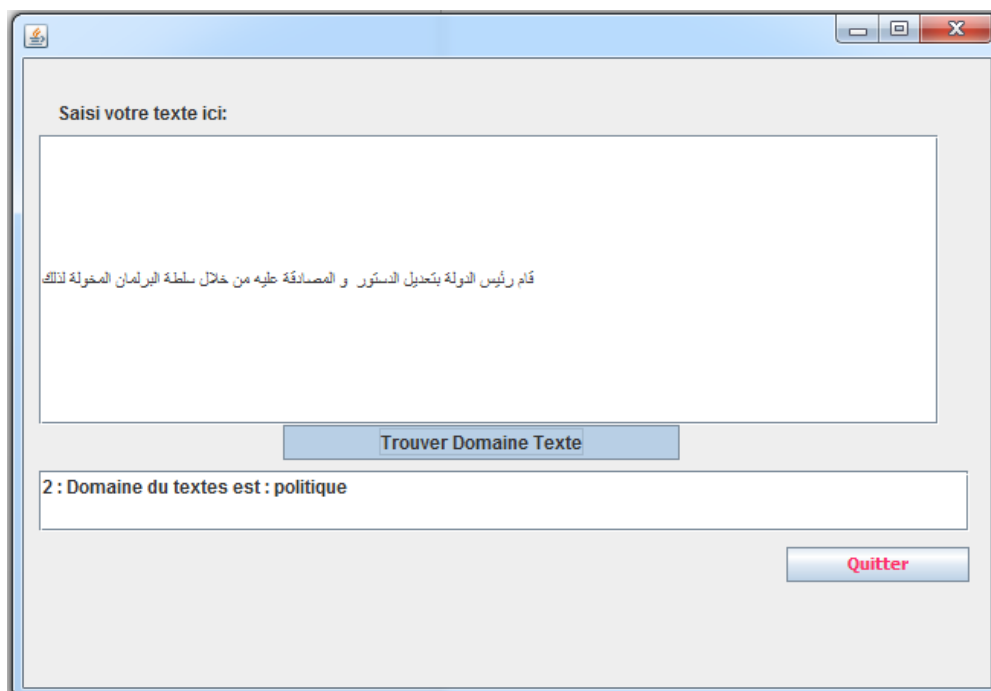 Saisi votre texte ici:
قام رئيس الدولة بتعديل الدستور و المصادقة عليه من خلال سلطة البرلمان المخولة لذلك
Trouver Domaine Texte
2 : Domaine du textes est : politique
Quitter